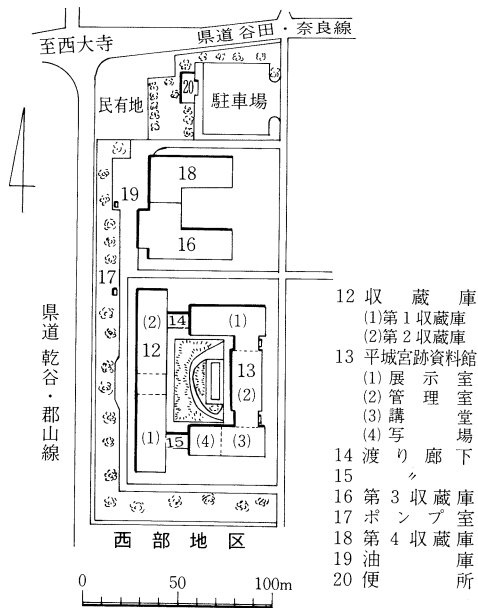 県道 谷田・奈良線
至西大寺
民有地
20
駐車場
18
19
16
17
県道 乾谷・郡山線
14
(2)
12
(1)
13
(2)
(1)
15
(4)
(3)
西部地区
0 50 100m
12 収蔵庫
(1)第1収蔵庫
(2)第2収蔵庫
13 平城宮跡資料館
(1)展示室
(2)管理室
(3)講堂
(4)写場
14 渡り廊下
15 〃
16 第3収蔵庫
17 ポンプ室
18 第4収蔵庫
19 油庫
20 便所